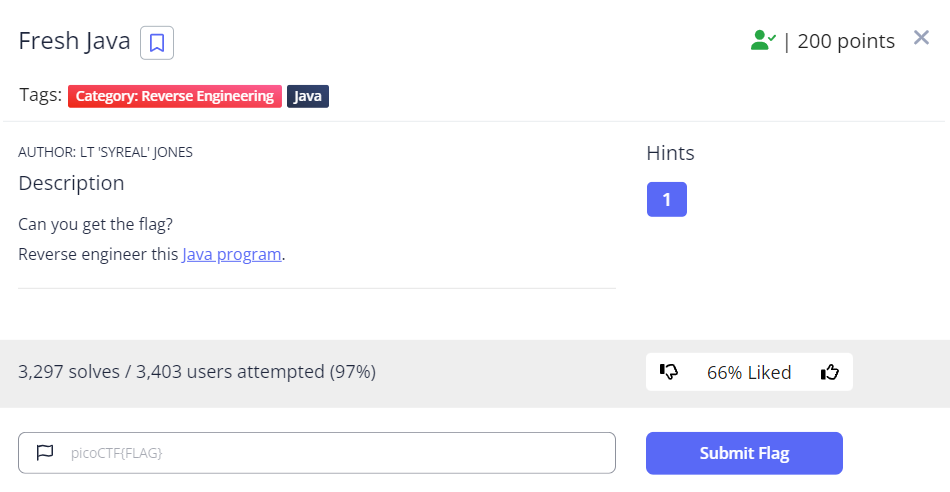 Fresh Java
| 200 points
Tags: Category: Reverse Engineering Java
AUTHOR: LT 'SYREAL' JONES
Description
Can you get the flag?
Reverse engineer this Java program.
Hints
1
3,297 solves / 3,403 users attempted (97%)
66% Liked
picoCTF{FLAG}
Submit Flag